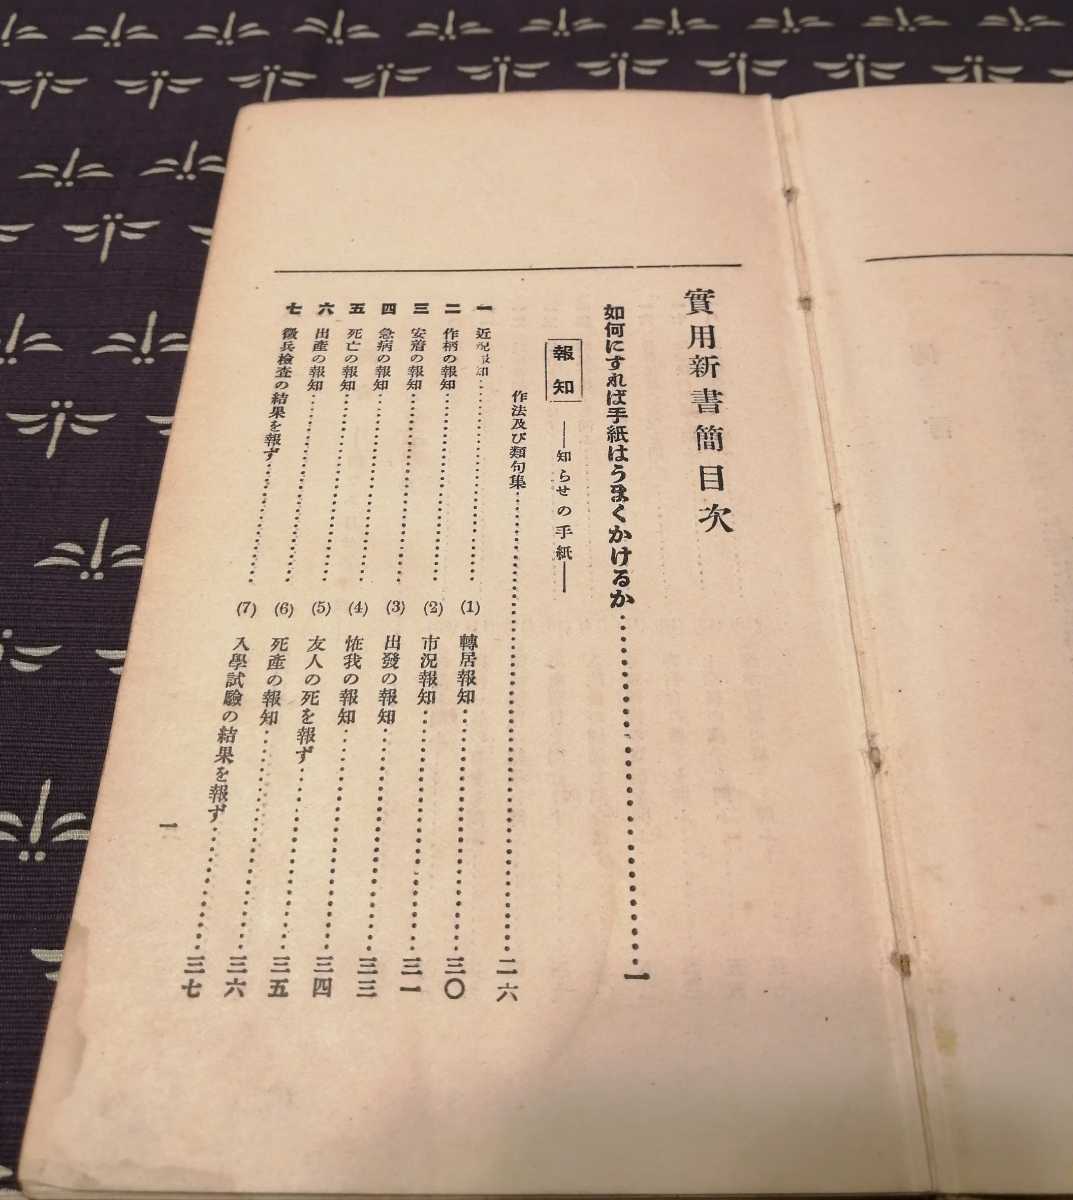 實用新書簡目次
如何にすれば手紙はうまくかけるか……一
報知 ――知らせの手紙――
作法及び類句集……二六
一 近況報知…… (1) 轉居報知……三〇
二 作柄の報知…… (2) 市況報知……三一
三 安着の報知…… (3) 出發の報知……三三
四 急病の報知…… (4) 怪我の報知……三四
五 死亡の報知…… (5) 友人の死を報ず……三五
六 出産の報知…… (6) 死産の報知……三六
七 徵兵檢査の結果を報ず…… (7) 入學試驗の結果を報ず……三七
一